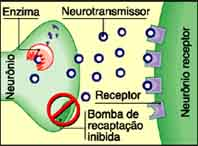 Enzima
Neurotransmissor
Neurônio
Receptor
Neurônio receptor
Bomba de
recaptação
inibida